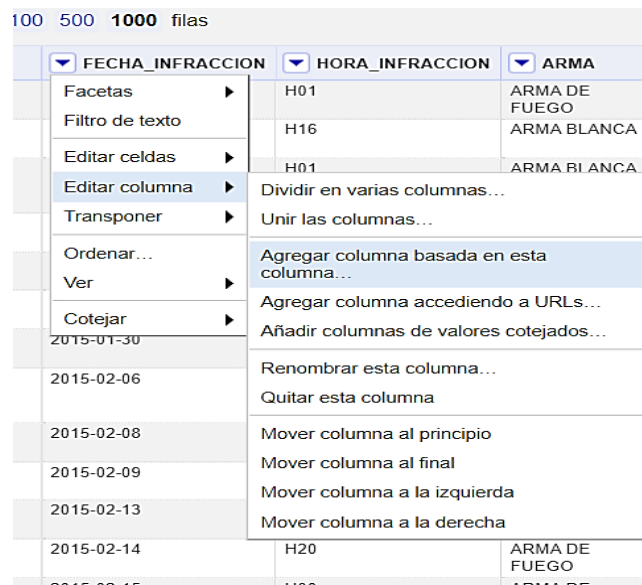 100 500 1000 filas
FECHA_INFRACCION HORA_INFRACCION ARMA
Facetas
Filtro de texto
Editar celdas
Editar columna
Transponer
Ordenar...
Ver
Cotejar
H01 ARMA DE
FUEGO
H16 ARMA BLANCA
H01 ARMA BLANCA
Dividir en varias columnas...
Unir las columnas...
Agregar columna basada en esta
columna...
Agregar columna accediendo a URLs...
Añadir columnas de valores cotejados...
Renombrar esta columna...
Quitar esta columna
Mover columna al principio
Mover columna al final
Mover columna a la izquierda
Mover columna a la derecha
2015-01-30
2015-02-06
2015-02-08
2015-02-09
2015-02-13
2015-02-14 H20 ARMA DE
FUEGO